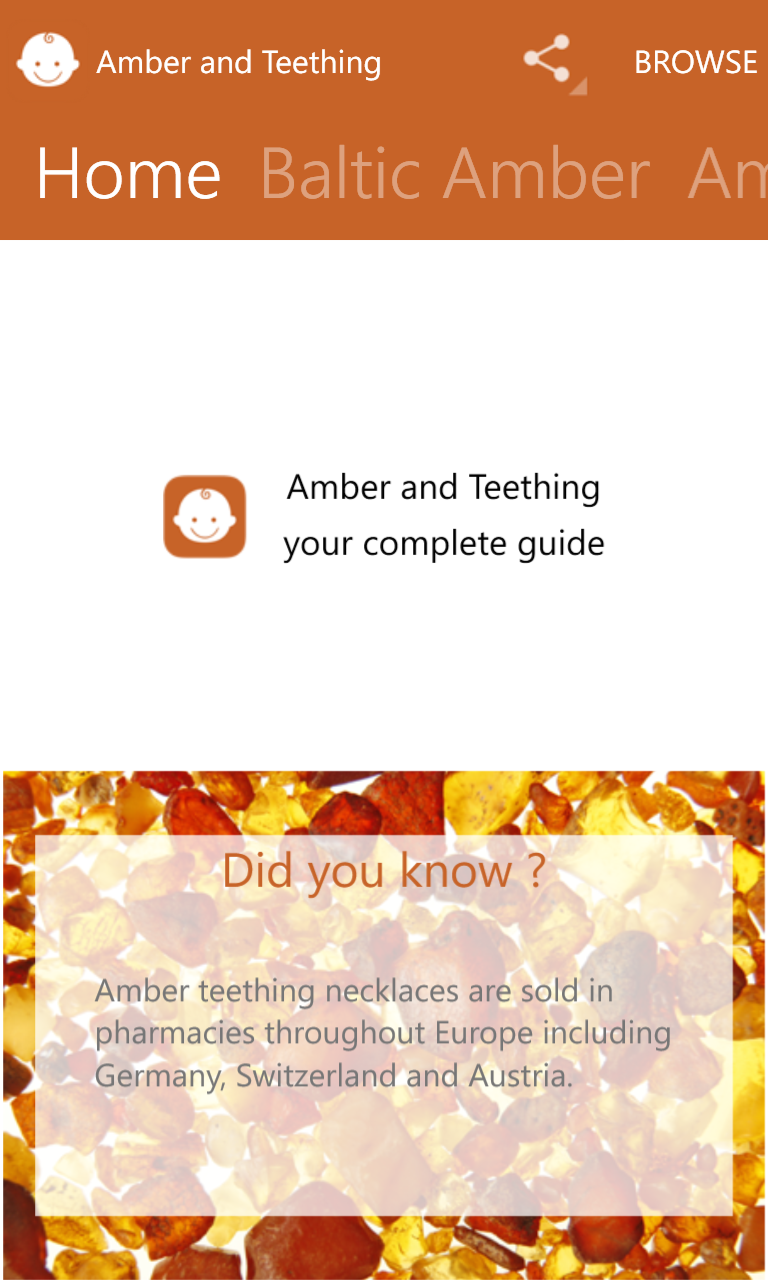 Amber and Teething
BROWSE
Home Baltic Amber Am
Amber and Teething
your complete guide
Did you know ?
Amber teething necklaces are sold in
pharmacies throughout Europe including
Germany, Switzerland and Austria.